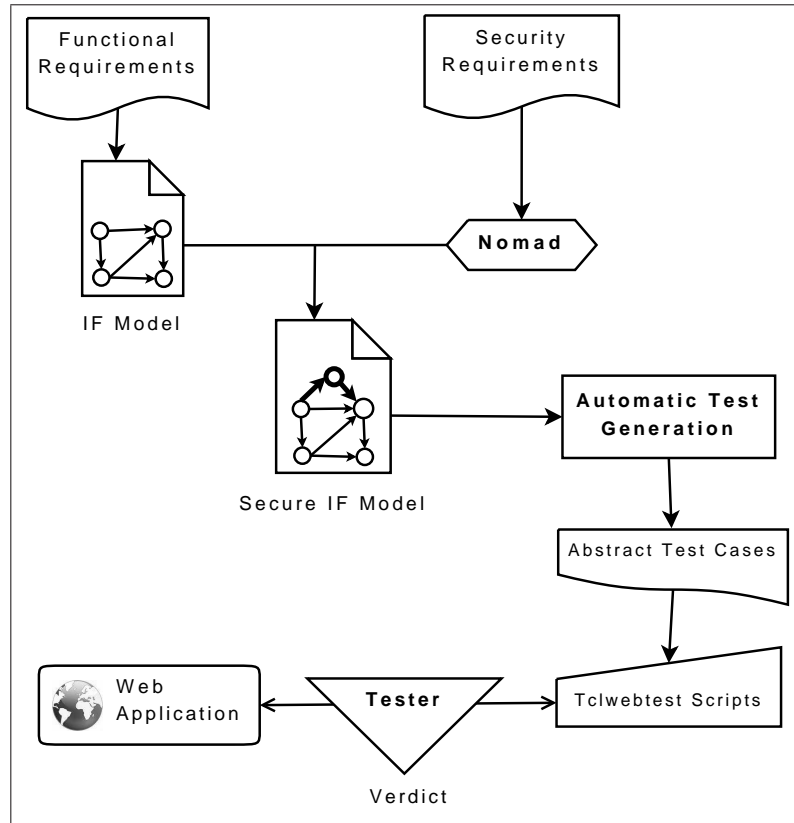 Functional
Requirements
Security
Requirements
Nomad
IF Model
Secure IF Model
Automatic Test
Generation
Abstract Test Cases
Web
Application
Tester
Tclwebtest Scripts
Verdict